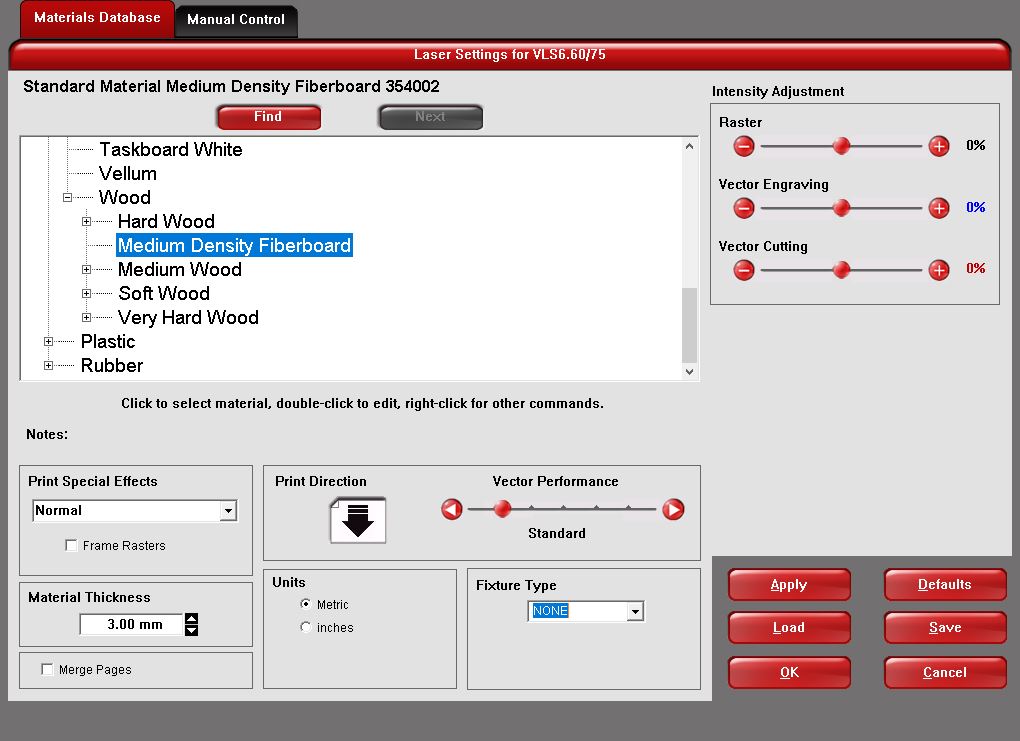 Materials Database
Manual Control
Laser Settings for VLS6.60/75
Standard Material Medium Density Fiberboard 354002
Find
Next
Taskboard White
Vellum
Wood
Hard Wood
Medium Density Fiberboard
Medium Wood
Soft Wood
Very Hard Wood
Plastic
Rubber
Click to select material, double-click to edit, right-click for other commands.
Notes:
Intensity Adjustment
Raster
0%
Vector Engraving
0%
Vector Cutting
0%
Print Special Effects
Normal
Frame Rasters
Material Thickness
3.00 mm
Merge Pages
Print Direction
Vector Performance
Standard
Units
Metric
inches
Fixture Type
NONE
Apply
Defaults
Load
Save
OK
Cancel